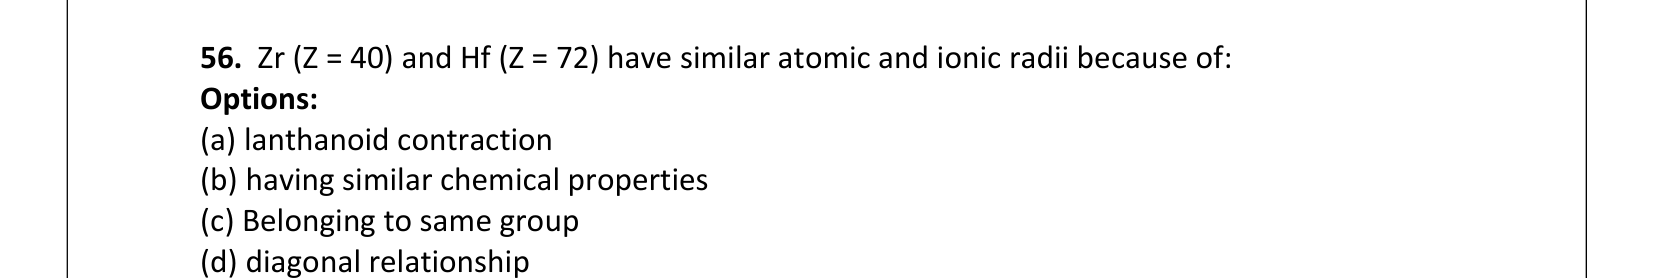 56. Zr (Z = 40) and Hf (Z = 72) have similar atomic and ionic radii because of:
Options:
(a) lanthanoid contraction
(b) having similar chemical properties
(c) Belonging to same group
(d) diagonal relationship